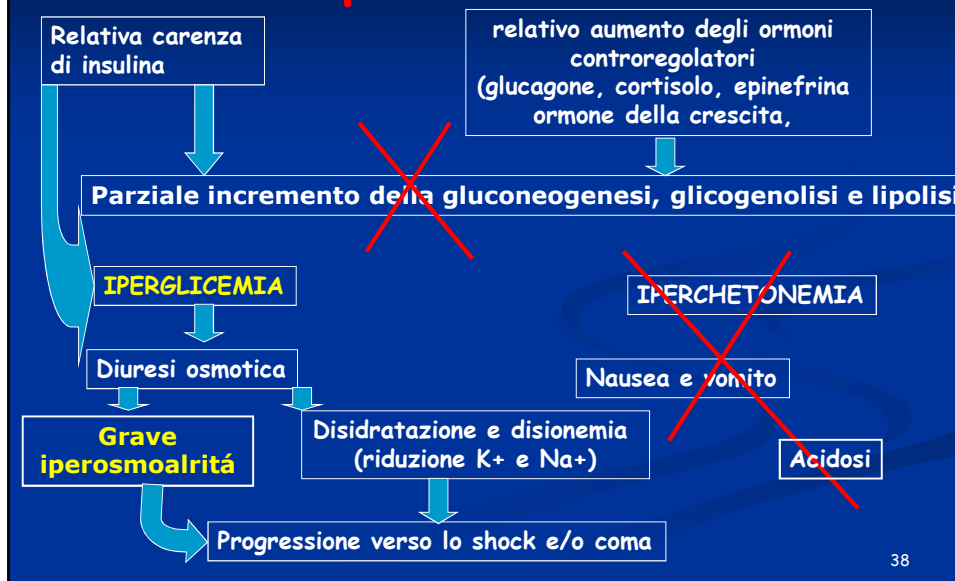 Relativa carenza
di insulina
relativo aumento degli ormoni
controregolatori
(glucagone, cortisolo, epinefrina
ormone della crescita,
Parziale incremento della gluconeogenesi, glicogenolisi e lipolisi
IPERGLICEMIA
IPERCHETONEMIA
Diuresi osmotica
Nausea e vomito
Grave
iperosmoalritá
Disidratazione e disionemia
(riduzione K+ e Na+)
Acidosi
Progressione verso lo shock e/o coma
38